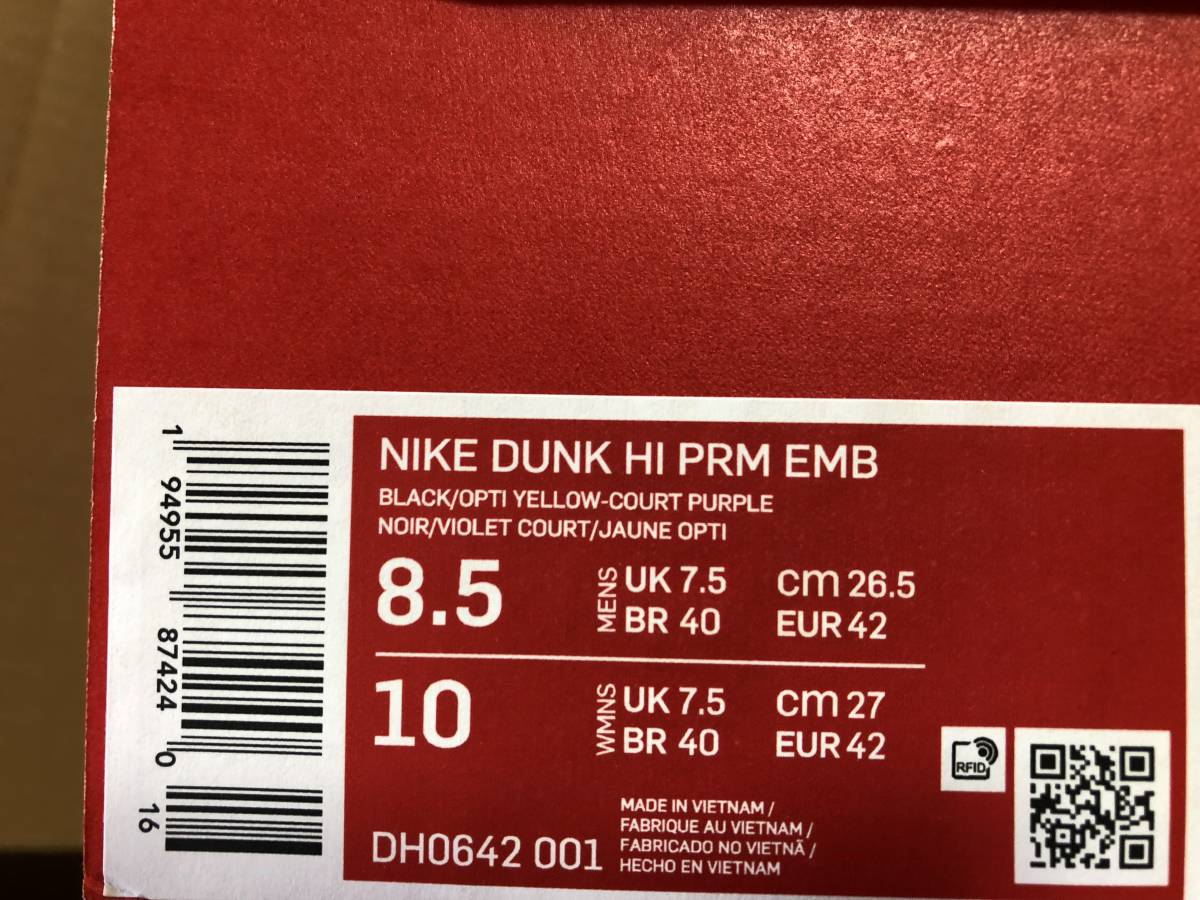 NIKE DUNK HI PRM EMB
BLACK/OPTI YELLOW-COURT PURPLE
NOIR/VIOLET COURT/JAUNE OPTI
8.5 MENS UK 7.5 cm 26.5
BR 40 EUR 42
10 WMNS UK 7.5 cm 27
BR 40 EUR 42
RFID
DH0642 001
MADE IN VIETNAM /
FABRIQUE AU VIETNAM /
FABRICADO NO VIETNÃ /
HECHO EN VIETNAM
1 94955 87424 0
16